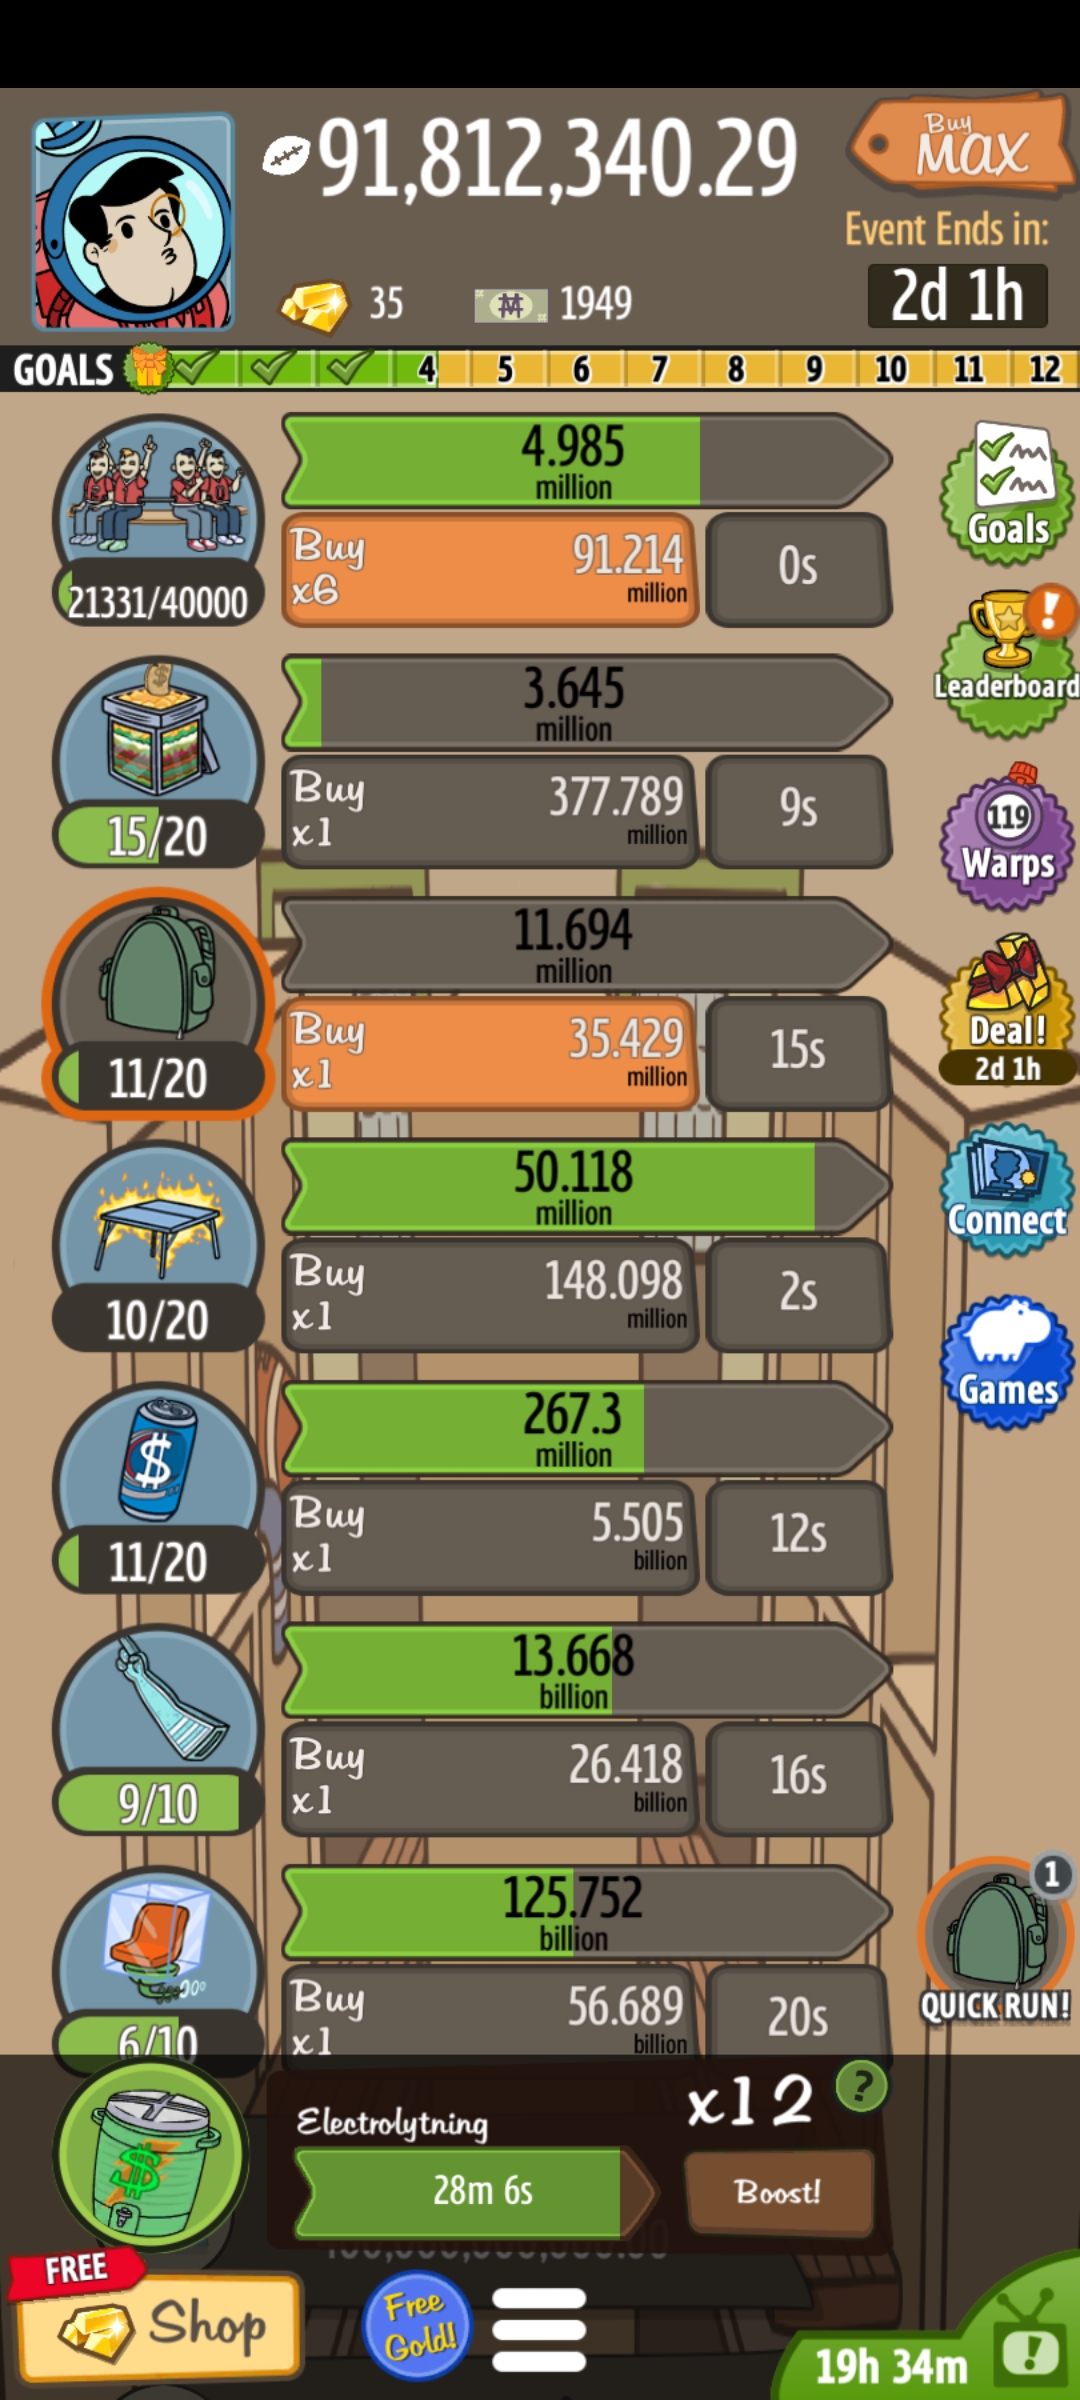 91,812,340.29
Buy
MAX
Event Ends in:
2d 1h
35
1949
GOALS
4 5 6 7 8 9 10 11 12
4.985
million
Buy
x6
91.214
million
0s
21331/40000
Goals
3.645
million
Buy
x1
377.789
million
9s
15/20
Leaderboard
119
Warps
11.694
million
Buy
x1
35.429
million
15s
11/20
Deal!
2d 1h
50.118
million
Buy
x1
148.098
million
2s
10/20
Connect
267.3
million
Buy
x1
5.505
billion
12s
11/20
Games
13.668
billion
Buy
x1
26.418
billion
16s
9/10
125.752
billion
Buy
x1
56.689
billion
20s
6/10
1
QUICK RUN!
Electrolytning
x12
?
28m 6s
Boost!
FREE
Shop
Free
Gold!
19h 34m